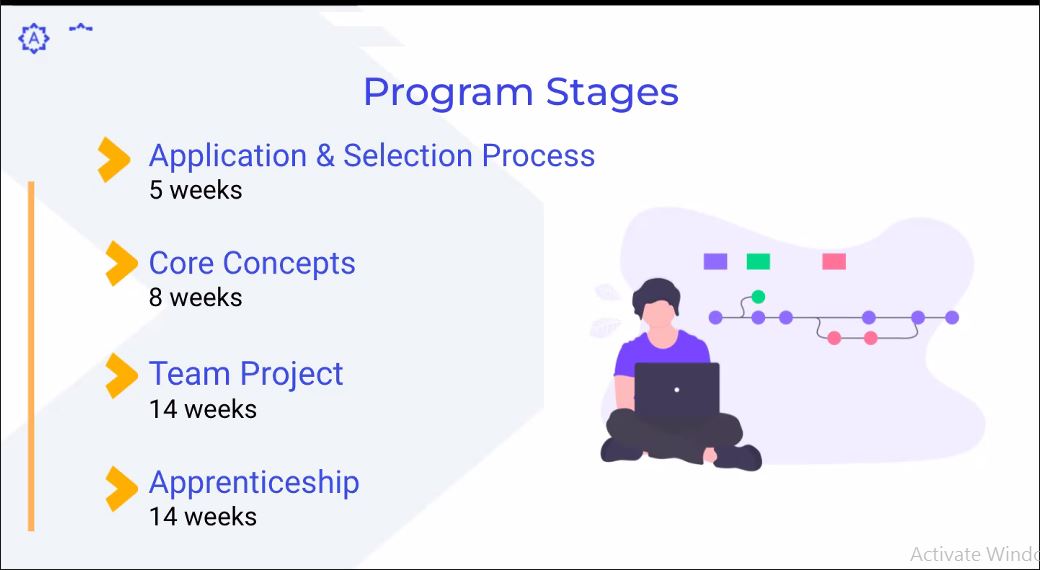 A
Program Stages
Application & Selection Process
5 weeks
Core Concepts
8 weeks
Team Project
14 weeks
Apprenticeship
14 weeks
Activate Windo